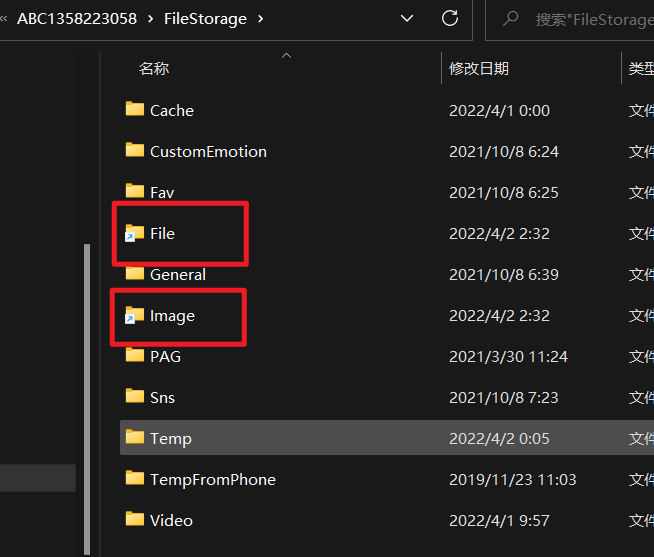 « ABC1358223058 › FileStorage ›
搜索"FileStorage
名称 修改日期 类型
Cache 2022/4/1 0:00 文件
CustomEmotion 2021/10/8 6:24 文件
Fav 2021/10/8 6:25 文件
File 2022/4/2 2:32 文件
General 2021/10/8 6:39 文件
Image 2022/4/2 2:32 文件
PAG 2021/3/30 11:24 文件
Sns 2021/10/8 7:23 文件
Temp 2022/4/2 0:05 文件
TempFromPhone 2019/11/23 11:03 文件
Video 2022/4/1 9:57 文件